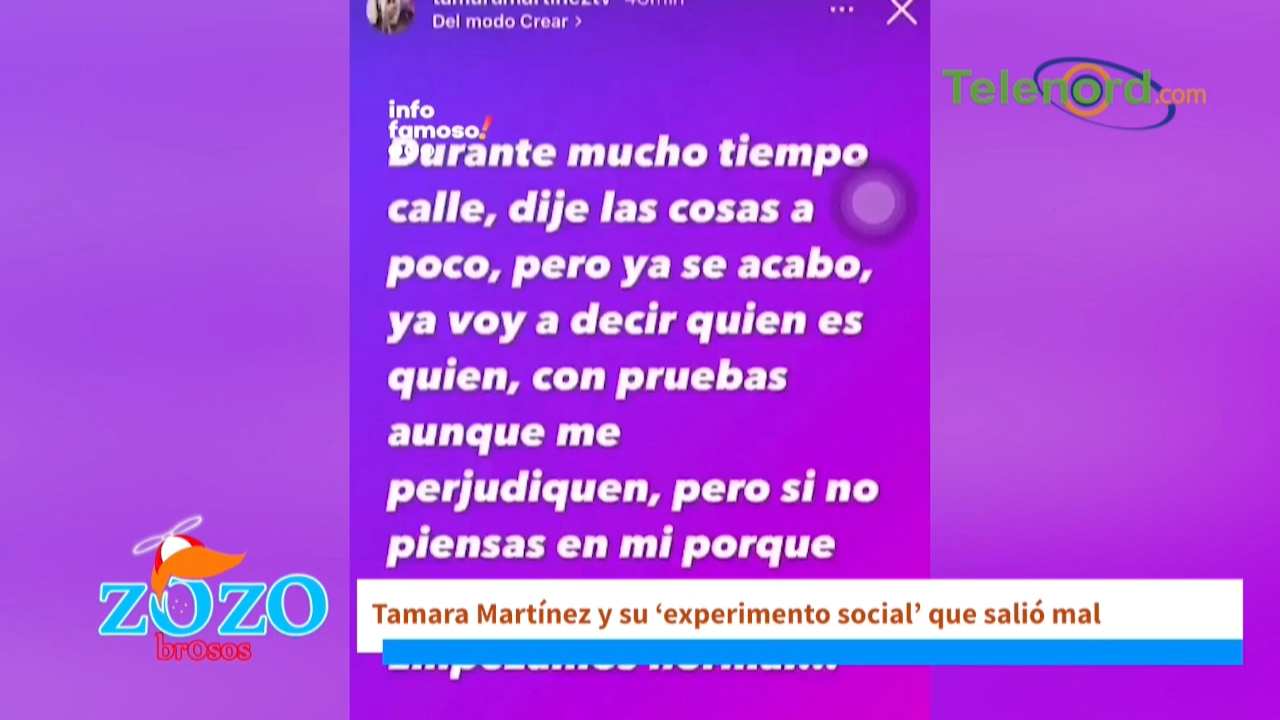 tamaramartineztv 46min
Del modo Crear >
Telenord.com
info
famoso!
Durante mucho tiempo
calle, dije las cosas a
poco, pero ya se acabo,
ya voy a decir quien es
quien, con pruebas
aunque me
perjudiquen, pero si no
piensas en mi porque
Tamara Martínez y su ‘experimento social’ que salió mal
zozo
brosos